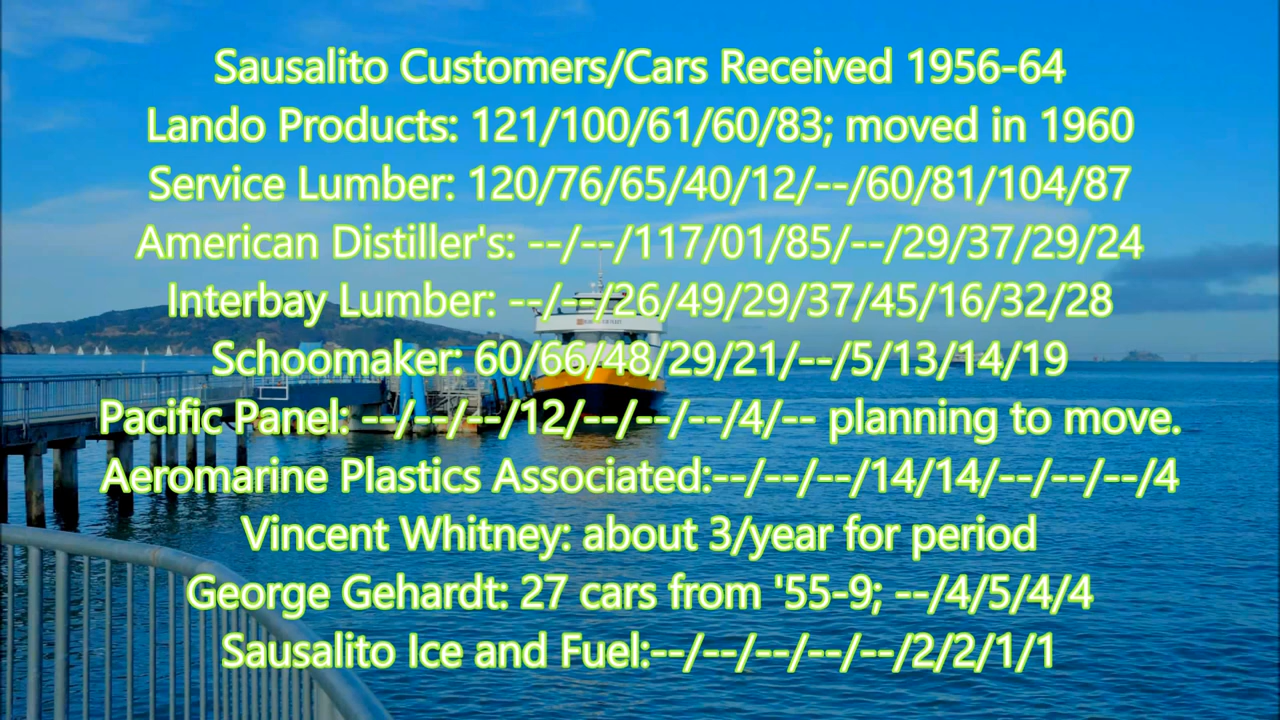 Sausalito Customers/Cars Received 1956-64
Lando Products: 121/100/61/60/83; moved in 1960
Service Lumber: 120/76/65/40/12/--/60/81/104/87
American Distiller's: --/--/117/01/85/--/29/37/29/24
Interbay Lumber: --/--/26/49/29/37/45/16/32/28
Schoomaker: 60/66/48/29/21/--/5/13/14/19
Pacific Panel: --/--/--/12/--/--/--/4/-- planning to move.
Aeromarine Plastics Associated:--/--/--/14/14/--/--/--/4
Vincent Whitney: about 3/year for period
George Gehardt: 27 cars from '55-9; --/4/5/4/4
Sausalito Ice and Fuel:--/--/--/--/--/2/2/1/1